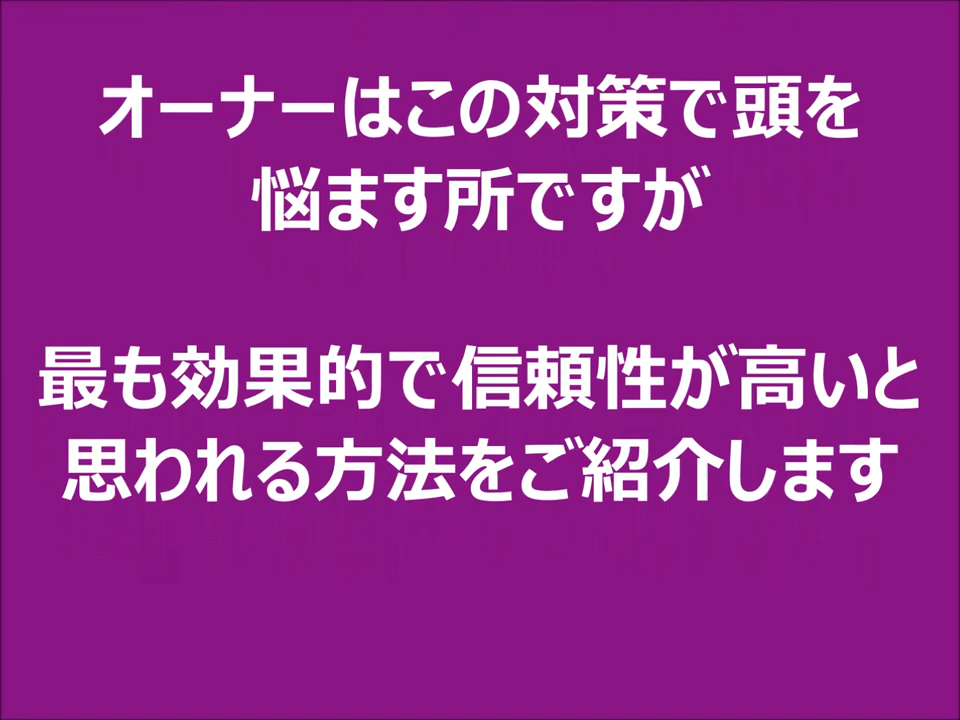 オーナーはこの対策で頭を
悩ます所ですが
最も効果的で信頼性が高いと
思われる方法をご紹介します